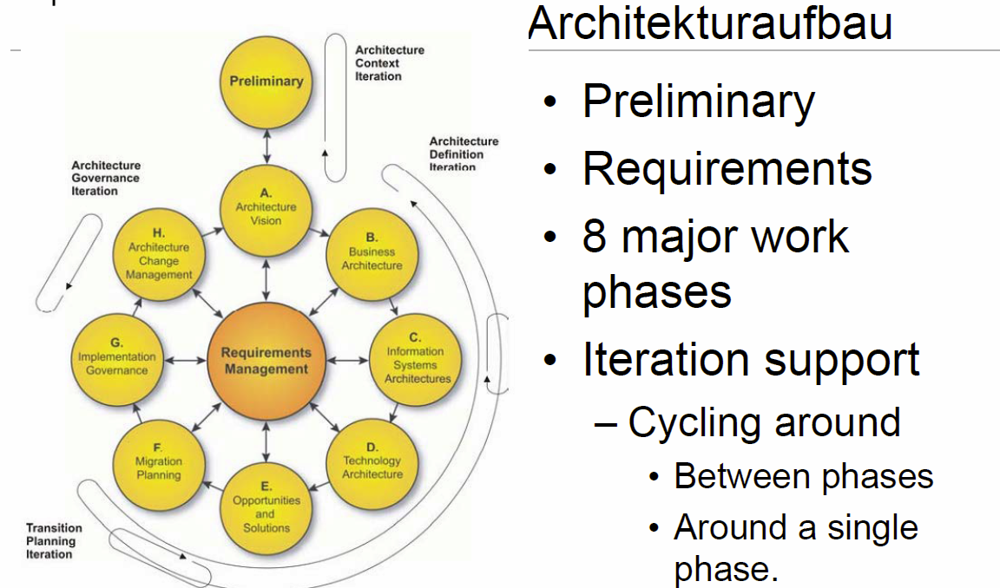 Preliminary
Architecture
Context
Iteration
Architecture
Definition
Iteration
Architecture
Governance
Iteration
A.
Architecture
Vision
H.
Architecture
Change
Management
B.
Business
Architecture
G.
Implementation
Governance
Requirements
Management
C.
Information
Systems
Architectures
F.
Migration
Planning
D.
Technology
Architecture
E.
Opportunities
and
Solutions
Transition
Planning
Iteration
Architekturaufbau
• Preliminary
• Requirements
• 8 major work
phases
• Iteration support
– Cycling around
• Between phases
• Around a single
phase.